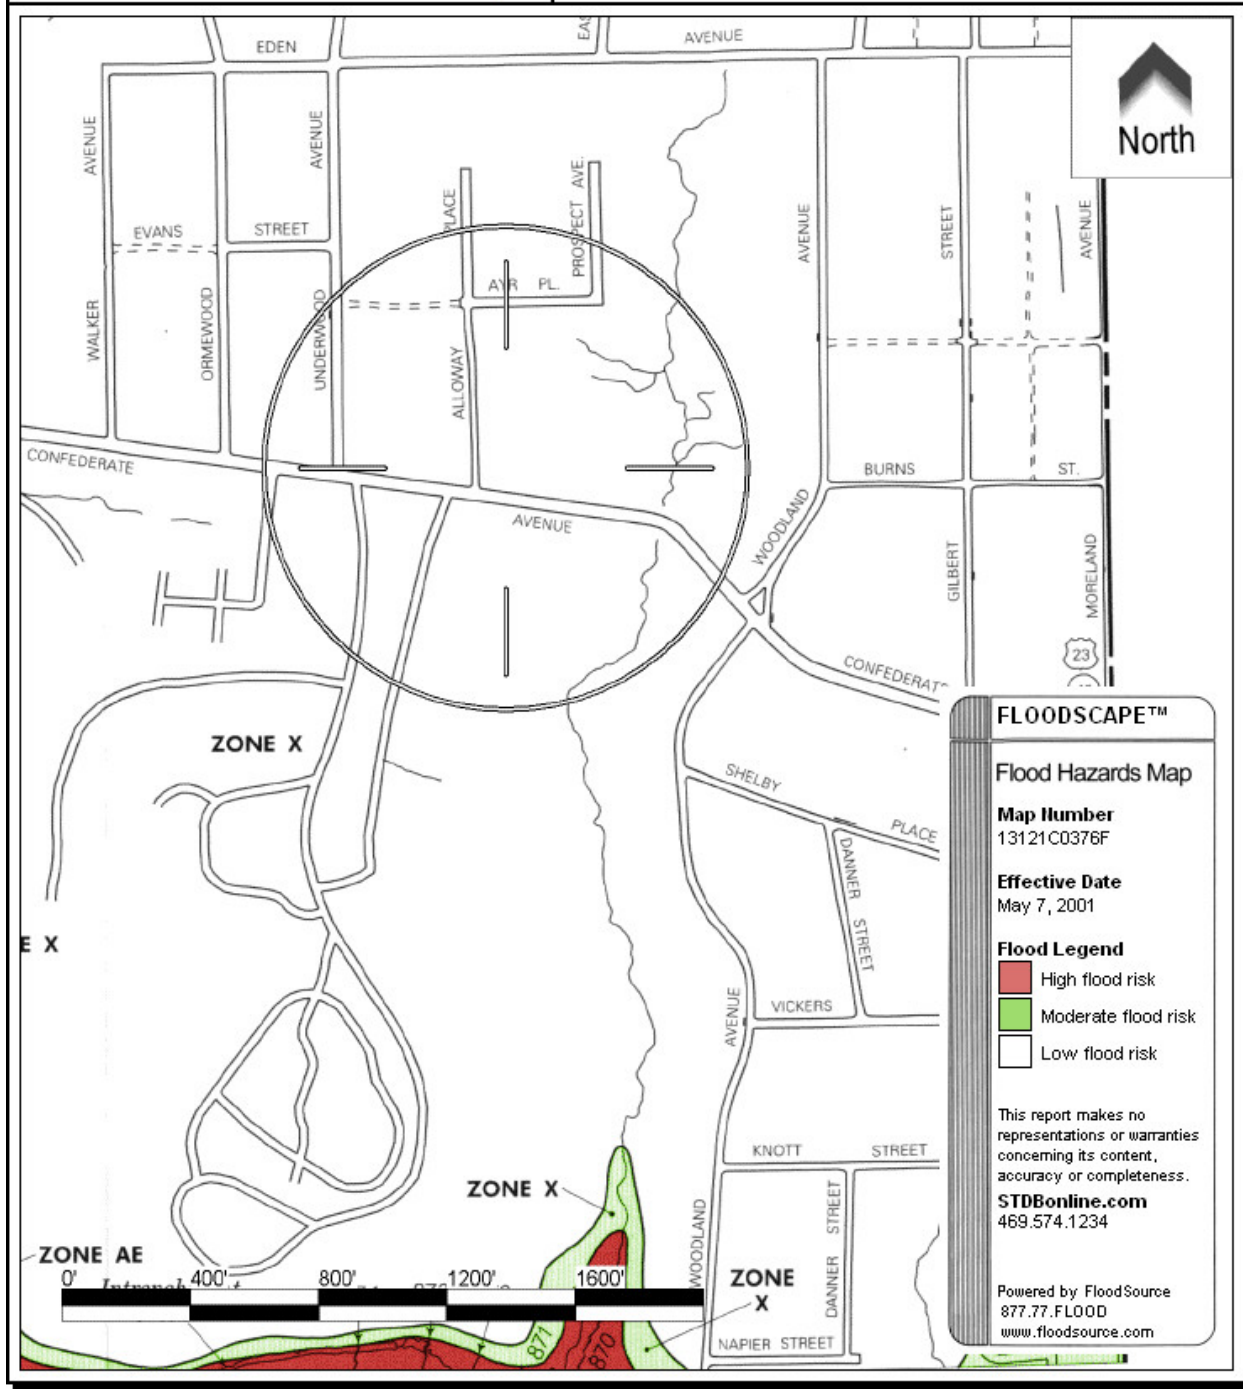 EDEN
AVENUE
EAS
North
AVENUE
AVENUE
PLACE
PROSPECT AVE.
AVENUE
STREET
AVENUE
EVANS
STREET
AYR PL.
WALKER
ORMEWOOD
UNDERWOOD
ALLOWAY
CONFEDERATE
AVENUE
BURNS
ST.
WOODLAND
GILBERT
MORELAND
23
CONFEDERAT
ZONE X
SHELBY
PLACE
DANNER STREET
E X
AVENUE
VICKERS
KNOTT STREET
ZONE X
WOODLAND
DANNER STREET
ZONE AE
ZONE
X
0' 400' 800' 1200' 1600'
871
870
NAPIER STREET
FLOODSCAPE™
Flood Hazards Map
Map Number
13121C0376F
Effective Date
May 7, 2001
Flood Legend
High flood risk
Moderate flood risk
Low flood risk
This report makes no
representations or warranties
concerning its content,
accuracy or completeness.
STDBonline.com
469.574.1234
Powered by FloodSource
877.77.FLOOD
www.floodsource.com